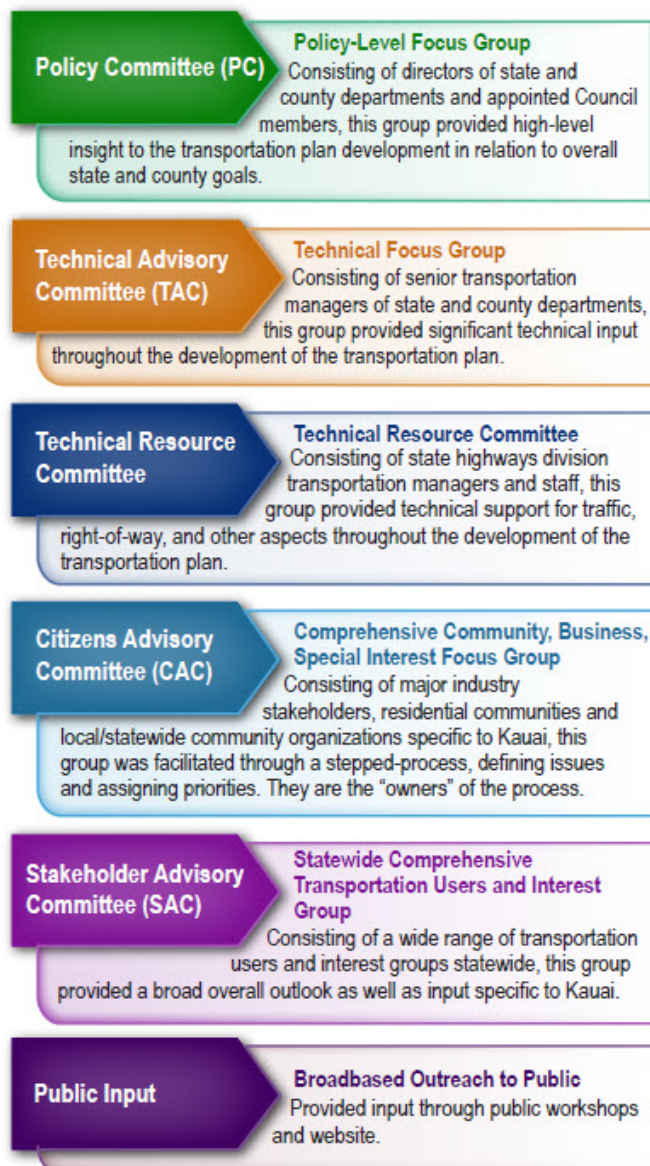 Policy Committee (PC)
Policy-Level Focus Group
Consisting of directors of state and
county departments and appointed Council
members, this group provided high-level
insight to the transportation plan development in relation to overall
state and county goals.
Technical Advisory
Committee (TAC)
Technical Focus Group
Consisting of senior transportation
managers of state and county departments,
this group provided significant technical input
throughout the development of the transportation plan.
Technical Resource
Committee
Technical Resource Committee
Consisting of state highways division
transportation managers and staff, this
group provided technical support for traffic,
right-of-way, and other aspects throughout the development of the
transportation plan.
Citizens Advisory
Committee (CAC)
Comprehensive Community, Business,
Special Interest Focus Group
Consisting of major industry
stakeholders, residential communities and
local/statewide community organizations specific to Kauai, this
group was facilitated through a stepped-process, defining issues
and assigning priorities. They are the “owners” of the process.
Stakeholder Advisory
Committee (SAC)
Statewide Comprehensive
Transportation Users and Interest
Group
Consisting of a wide range of transportation
users and interest groups statewide, this group
provided a broad overall outlook as well as input specific to Kauai.
Public Input
Broadbased Outreach to Public
Provided input through public workshops
and website.